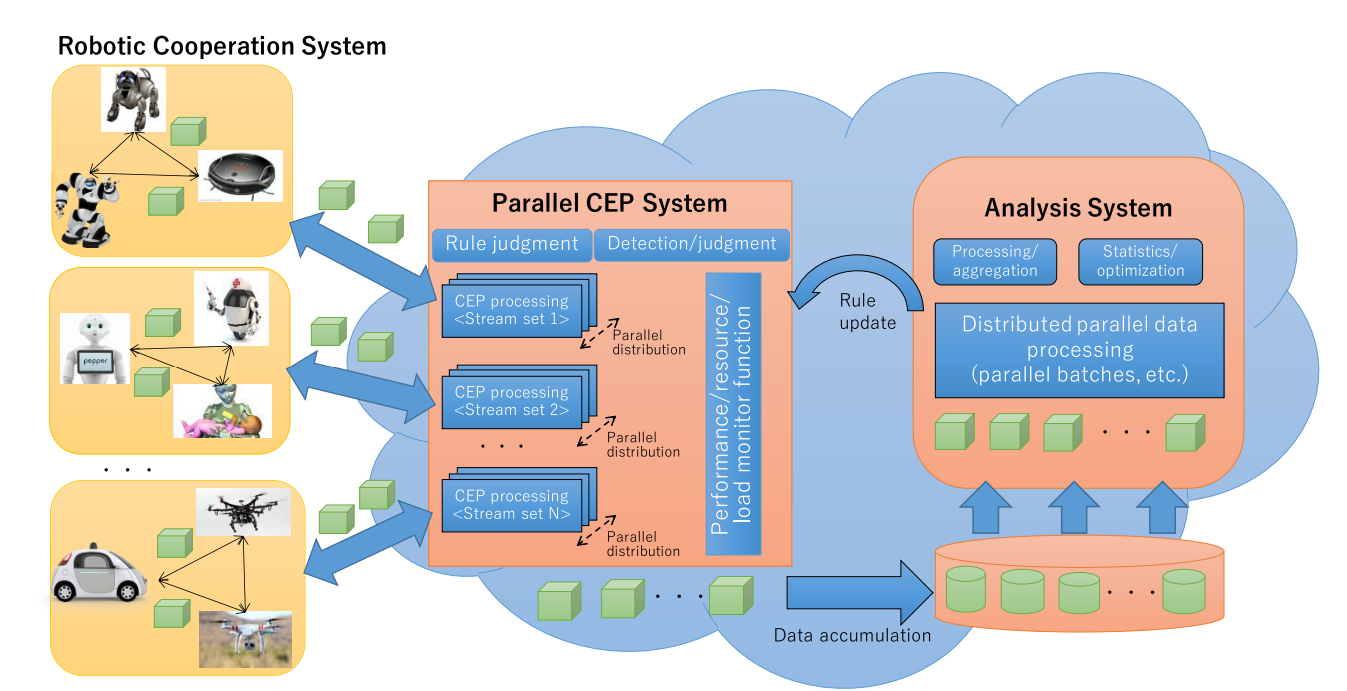 Robotic Cooperation System
pepper
. . .
Parallel CEP System
Rule judgment
Detection/judgment
CEP processing
<Stream set 1>
Parallel
distribution
CEP processing
<Stream set 2>
Parallel
distribution
. . .
CEP processing
<Stream set N>
Parallel
distribution
Performance/resource/
load monitor function
. . .
Data accumulation
Rule
update
Analysis System
Processing/
aggregation
Statistics/
optimization
Distributed parallel data
processing
(parallel batches, etc.)
. . .
. . .